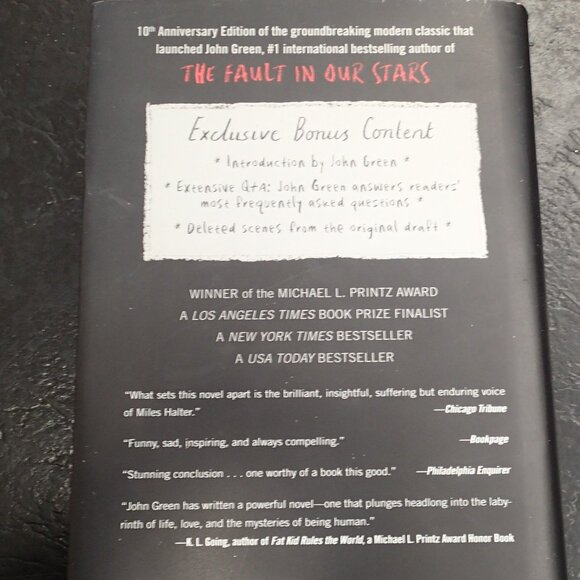 10th Anniversary Edition of the groundbreaking modern classic that
launched John Green, #1 international bestselling author of
THE FAULT IN OUR STARS
Exclusive Bonus Content
* Introduction by John Green *
* Extensive Q+A: John Green answers readers'
most frequently asked questions *
* Deleted scenes from the original draft *
WINNER of the MICHAEL L. PRINTZ AWARD
A LOS ANGELES TIMES BOOK PRIZE FINALIST
A NEW YORK TIMES BESTSELLER
A USA TODAY BESTSELLER
“What sets this novel apart is the brilliant, insightful, suffering but enduring voice
of Miles Halter.” —Chicago Tribune
“Funny, sad, inspiring, and always compelling.” —Bookpage
“Stunning conclusion . . . one worthy of a book this good.” —Philadelphia Enquirer
“John Green has written a powerful novel—one that plunges headlong into the laby-
rinth of life, love, and the mysteries of being human.”
—K. L. Going, author of Fat Kid Rules the World, a Michael L. Printz Award Honor Book